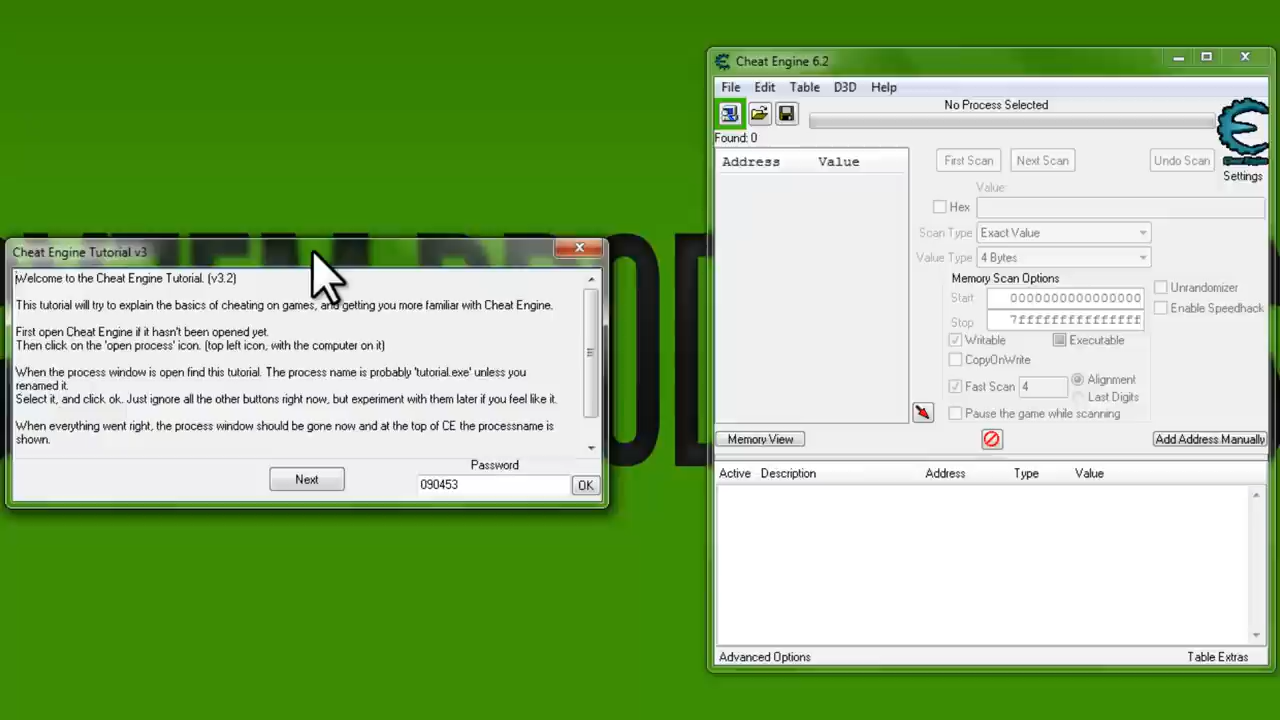 Cheat Engine Tutorial v3
Welcome to the Cheat Engine Tutorial. (v3.2)
This tutorial will try to explain the basics of cheating on games, and getting you more familiar with Cheat Engine.
First open Cheat Engine if it hasn't been opened yet.
Then click on the 'open process' icon. (top left icon, with the computer on it)
When the process window is open find this tutorial. The process name is probably 'tutorial.exe' unless you
renamed it.
Select it, and click ok. Just ignore all the other buttons right now, but experiment with them later if you feel like it.
When everything went right, the process window should be gone now and at the top of CE the processname is
shown.
Next
Password
090453
OK
Cheat Engine 6.2
File Edit Table D3D Help
No Process Selected
Found: 0
Address Value
First Scan Next Scan Undo Scan
Settings
Value:
Hex
Scan Type Exact Value
Value Type 4 Bytes
Memory Scan Options
Start 0000000000000000
Stop 7fffffffffffffff
Unrandomizer
Enable Speedhack
Writable Executable
CopyOnWrite
Fast Scan 4 Alignment
Last Digits
Pause the game while scanning
Memory View Add Address Manually
Active Description Address Type Value
Advanced Options Table Extras